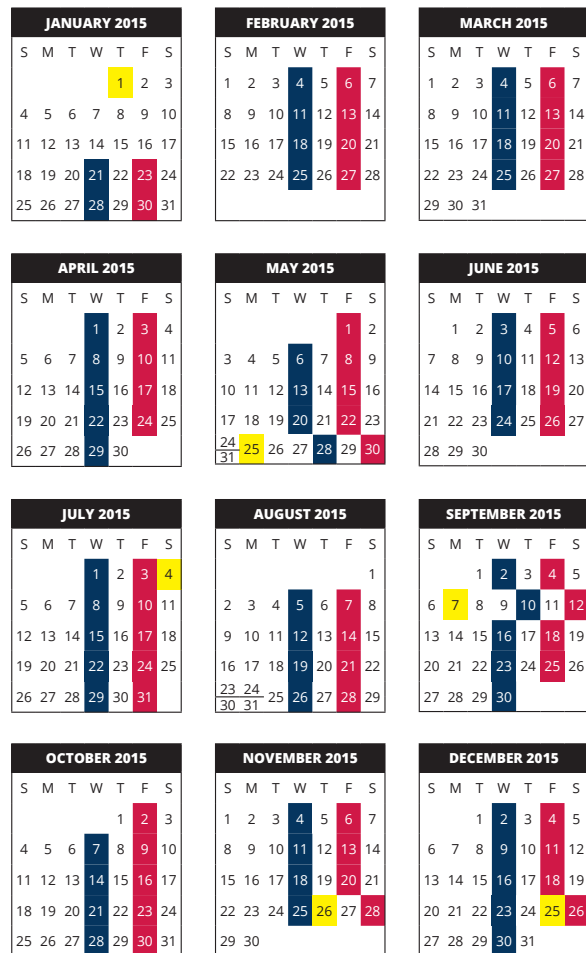 JANUARY 2015
S M T W T F S
1 2 3
4 5 6 7 8 9 10
11 12 13 14 15 16 17
18 19 20 21 22 23 24
25 26 27 28 29 30 31
FEBRUARY 2015
S M T W T F S
1 2 3 4 5 6 7
8 9 10 11 12 13 14
15 16 17 18 19 20 21
22 23 24 25 26 27 28
MARCH 2015
S M T W T F S
1 2 3 4 5 6 7
8 9 10 11 12 13 14
15 16 17 18 19 20 21
22 23 24 25 26 27 28
29 30 31
APRIL 2015
S M T W T F S
1 2 3 4
5 6 7 8 9 10 11
12 13 14 15 16 17 18
19 20 21 22 23 24 25
26 27 28 29 30
MAY 2015
S M T W T F S
1 2
3 4 5 6 7 8 9
10 11 12 13 14 15 16
17 18 19 20 21 22 23
24 25 26 27 28 29 30
31
JUNE 2015
S M T W T F S
1 2 3 4 5 6
7 8 9 10 11 12 13
14 15 16 17 18 19 20
21 22 23 24 25 26 27
28 29 30
JULY 2015
S M T W T F S
1 2 3 4
5 6 7 8 9 10 11
12 13 14 15 16 17 18
19 20 21 22 23 24 25
26 27 28 29 30 31
AUGUST 2015
S M T W T F S
1
2 3 4 5 6 7 8
9 10 11 12 13 14 15
16 17 18 19 20 21 22
23 24 25 26 27 28 29
30 31
SEPTEMBER 2015
S M T W T F S
1 2 3 4 5
6 7 8 9 10 11 12
13 14 15 16 17 18 19
20 21 22 23 24 25 26
27 28 29 30
OCTOBER 2015
S M T W T F S
1 2 3
4 5 6 7 8 9 10
11 12 13 14 15 16 17
18 19 20 21 22 23 24
25 26 27 28 29 30 31
NOVEMBER 2015
S M T W T F S
1 2 3 4 5 6 7
8 9 10 11 12 13 14
15 16 17 18 19 20 21
22 23 24 25 26 27 28
29 30
DECEMBER 2015
S M T W T F S
1 2 3 4 5
6 7 8 9 10 11 12
13 14 15 16 17 18 19
20 21 22 23 24 25 26
27 28 29 30 31